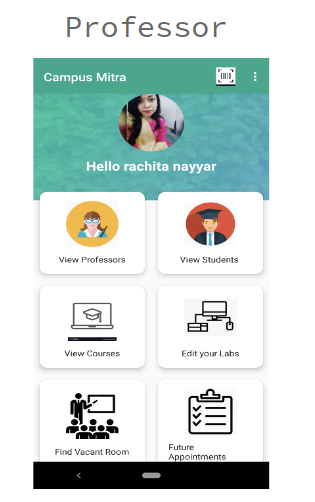 Professor
Campus Mitra
Hello rachita nayyar
View Professors
View Students
View Courses
Edit your Labs
Find Vacant Room
Future
Appointments